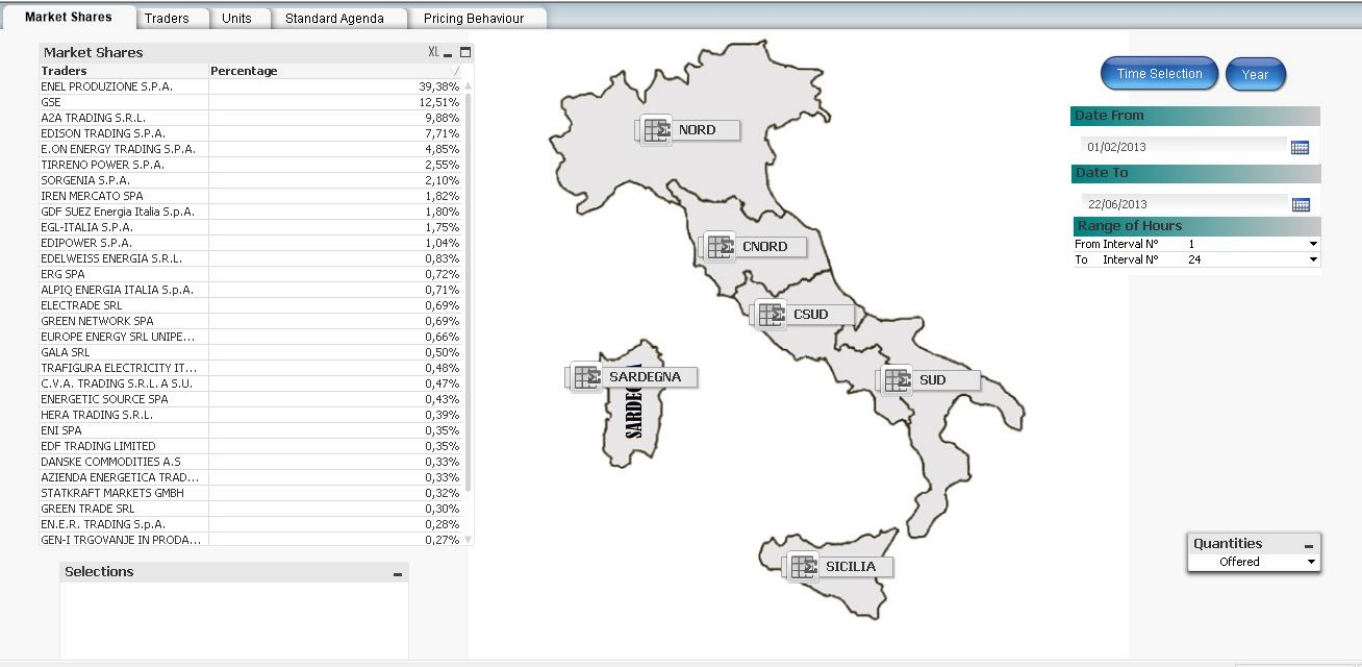 Market Shares Traders Units Standard Agenda Pricing Behaviour
Market Shares XL
Traders Percentage
ENEL PRODUZIONE S.P.A. 39,38%
GSE 12,51%
A2A TRADING S.R.L. 9,88%
EDISON TRADING S.P.A. 7,71%
E.ON ENERGY TRADING S.P.A. 4,85%
TIRRENO POWER S.P.A. 2,55%
SORGENIA S.P.A. 2,10%
IREN MERCATO SPA 1,82%
GDF SUEZ Energia Italia S.p.A. 1,80%
EGL-ITALIA S.P.A. 1,75%
EDIPOWER S.P.A. 1,04%
EDELWEISS ENERGIA S.R.L. 0,83%
ERG SPA 0,72%
ALPIQ ENERGIA ITALIA S.p.A. 0,71%
ELECTRADE SRL 0,69%
GREEN NETWORK SPA 0,69%
EUROPE ENERGY SRL UNIPE... 0,66%
GALA SRL 0,50%
TRAFIGURA ELECTRICITY IT... 0,48%
C.V.A. TRADING S.R.L. A S.U. 0,47%
ENERGETIC SOURCE SPA 0,43%
HERA TRADING S.R.L. 0,39%
ENI SPA 0,35%
EDF TRADING LIMITED 0,35%
DANSKE COMMODITIES A.S 0,33%
AZIENDA ENERGETICA TRAD... 0,33%
STATKRAFT MARKETS GMBH 0,32%
GREEN TRADE SRL 0,30%
EN.E.R. TRADING S.p.A. 0,28%
GEN-I TRGOVANJE IN PRODA... 0,27%
Selections
NORD
CNORD
CSUD
SARDEGNA
SUD
SICILIA
Time Selection Year
Date From
01/02/2013
Date To
22/06/2013
Range of Hours
From Interval N° 1
To Interval N° 24
Quantities
Offered